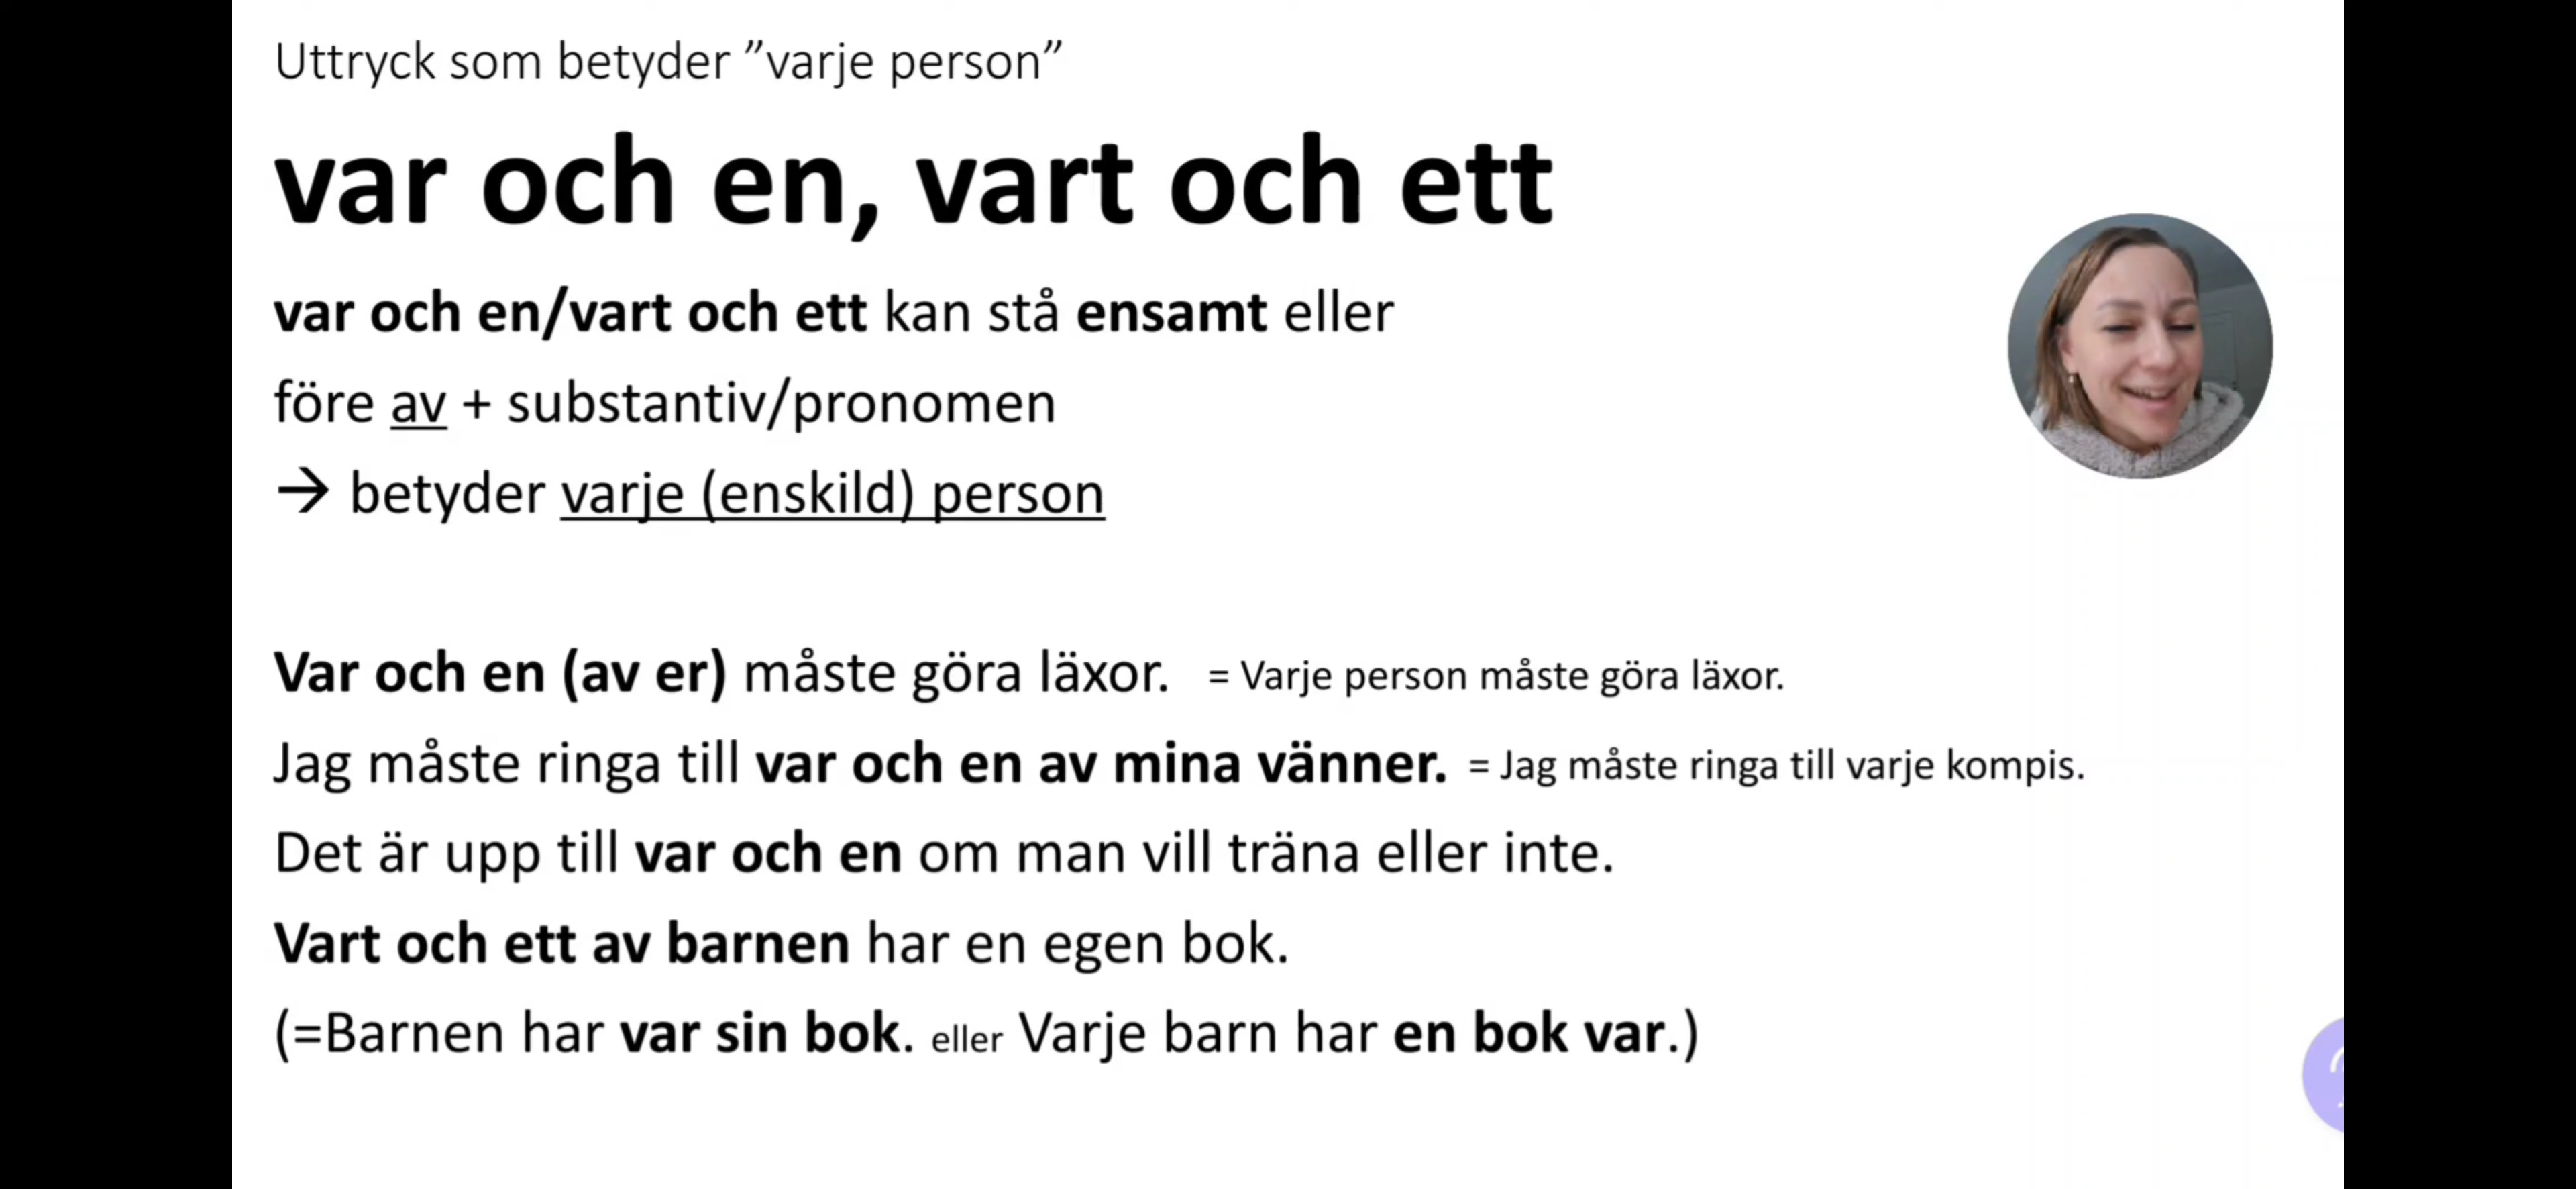 Uttryck som betyder ”varje person”
var och en, vart och ett
var och en/vart och ett kan stå ensamt eller
före av + substantiv/pronomen
→ betyder varje (enskild) person
Var och en (av er) måste göra läxor. = Varje person måste göra läxor.
Jag måste ringa till var och en av mina vänner. = Jag måste ringa till varje kompis.
Det är upp till var och en om man vill träna eller inte.
Vart och ett av barnen har en egen bok.
(=Barnen har var sin bok. eller Varje barn har en bok var.)